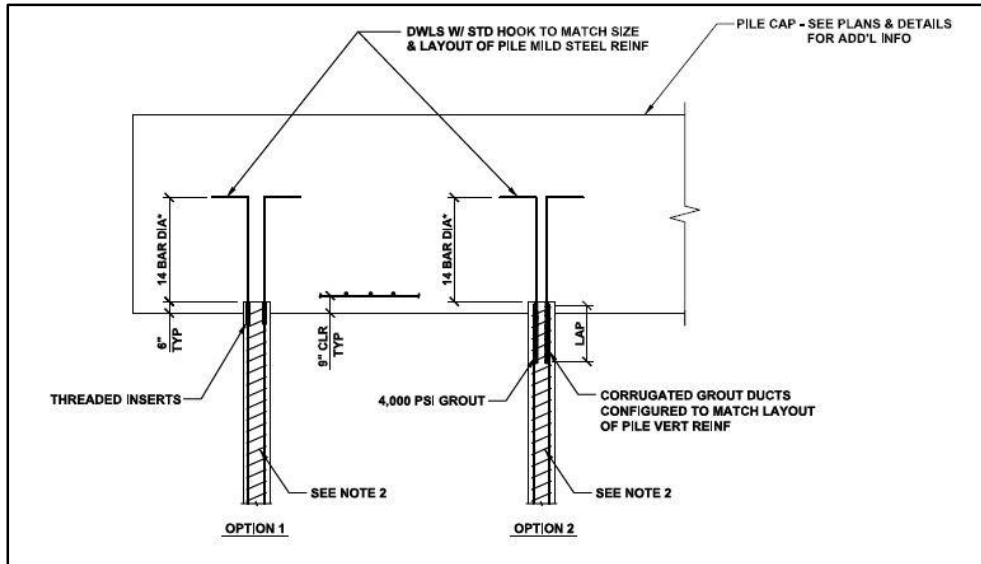 DWLS W/ STD HOOK TO MATCH SIZE
& LAYOUT OF PILE MILD STEEL REINF
PILE CAP - SEE PLANS & DETAILS
FOR ADD'L INFO
14 BAR DIA*
6"
TYP
9" CLR
TYP
14 BAR DIA*
LAP
THREADED INSERTS
4,000 PSI GROUT
CORRUGATED GROUT DUCTS
CONFIGURED TO MATCH LAYOUT
OF PILE VERT REINF
SEE NOTE 2
SEE NOTE 2
OPTION 1
OPTION 2